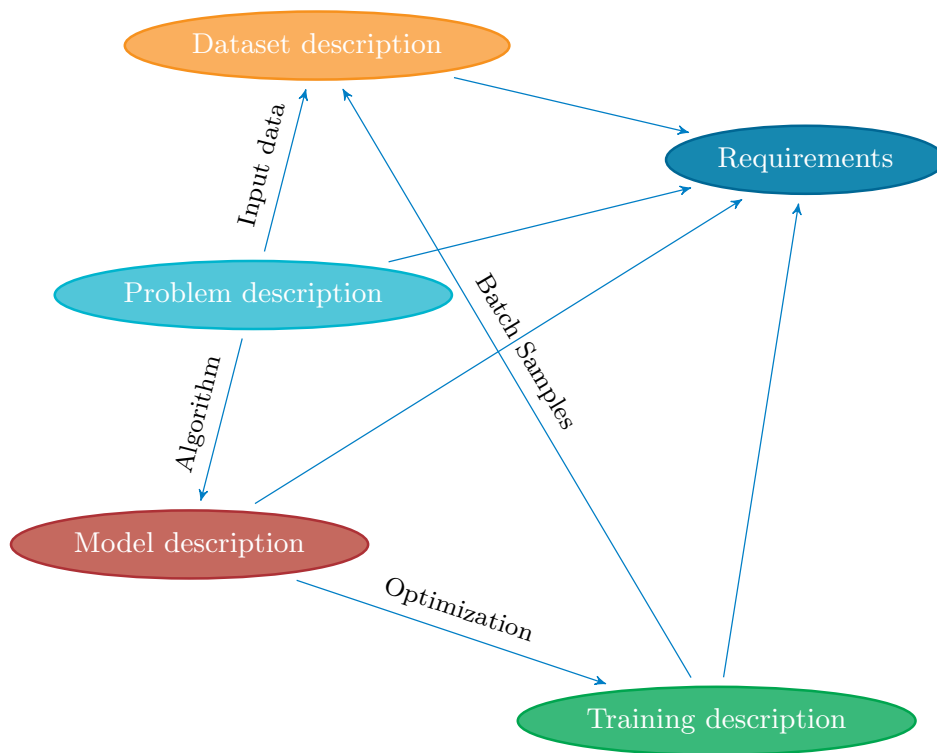 Dataset description
Input data
Requirements
Problem description
Batch Samples
Algorithm
Model description
Optimization
Training description